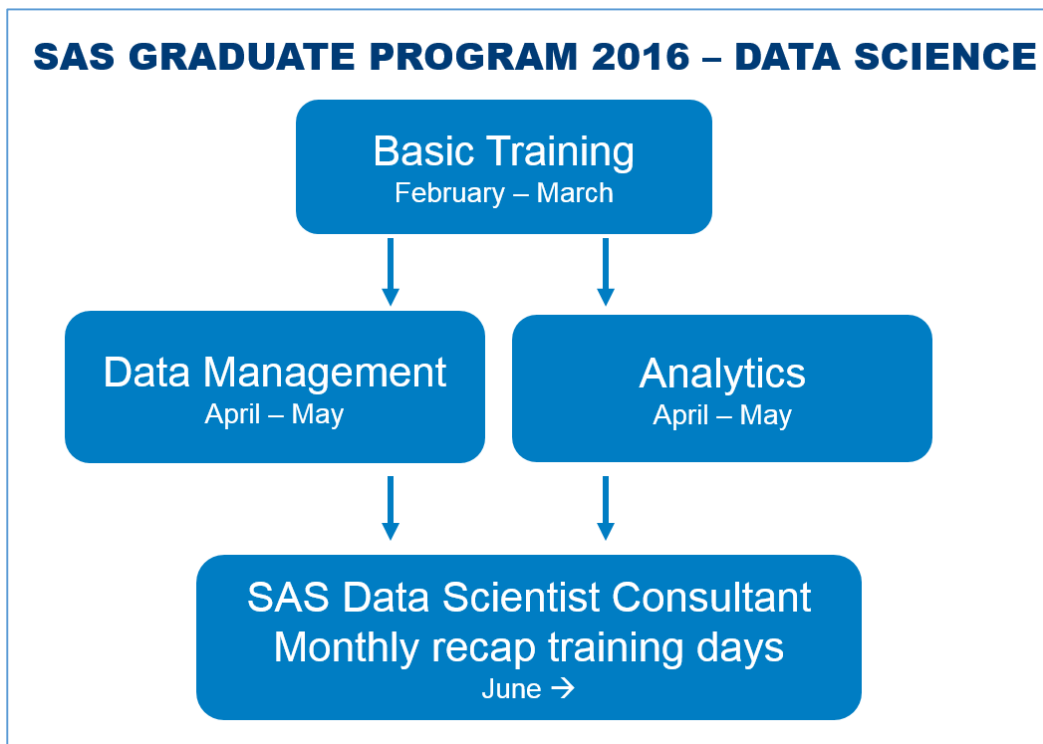 SAS GRADUATE PROGRAM 2016 – DATA SCIENCE
Basic Training
February – March
Data Management
April – May
Analytics
April – May
SAS Data Scientist Consultant
Monthly recap training days
June →